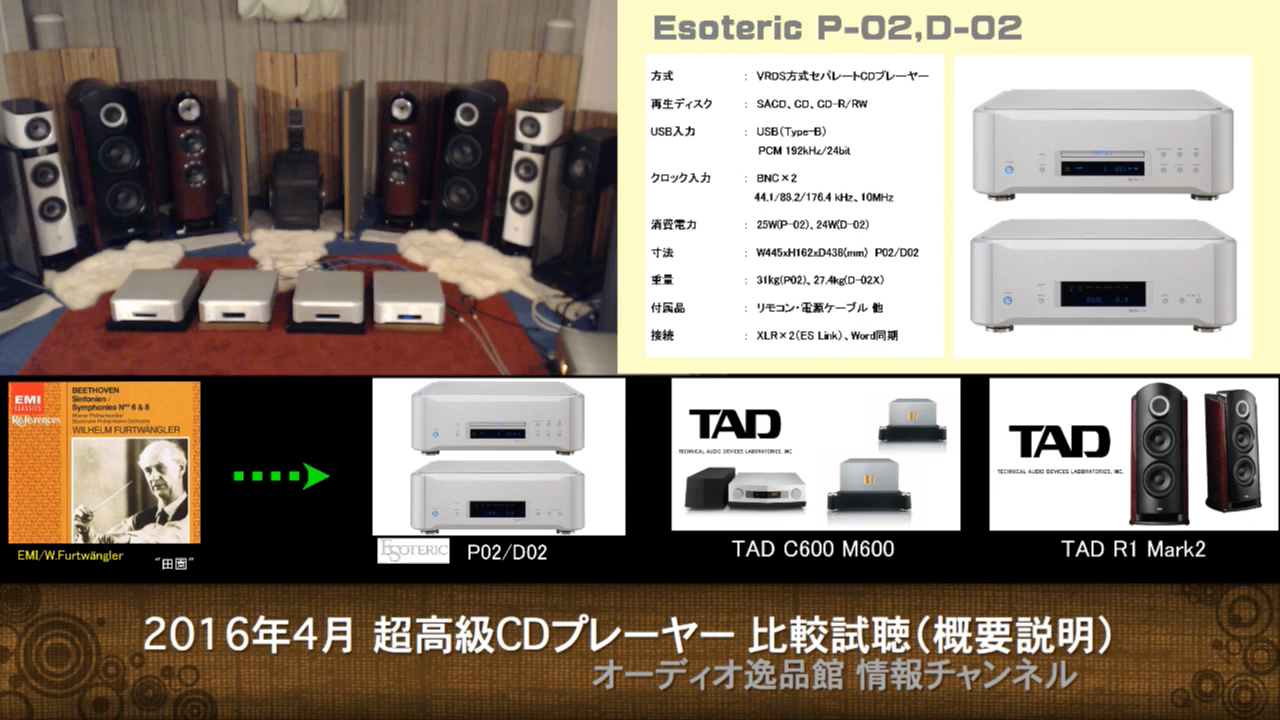 Esoteric P-02,D-02
方式 : VRDS方式セパレートCDプレーヤー
再生ディスク : SACD、CD、CD-R/RW
USB入力 : USB(Type-B)
PCM 192kHz/24bit
クロック入力 : BNC×2
44.1/88.2/176.4 kHz、10MHz
消費電力 : 25W(P-02)、24W(D-02)
寸法 : W445xH162xD438(mm) P02/D02
重量 : 31kg(P02)、27.4kg(D-02X)
付属品 : リモコン・電源ケーブル 他
接続 : XLR×2(ES Link)、Word同期
EMI
CLASSICS
References
BEETHOVEN
Sinfonien /
Symphonies Nos 6 & 8
Wiener Philharmoniker
Stockholm Philharmonic Orchestra
WILHELM FURTWÄNGLER
EMI/W.Furtwängler
“田園”
ESOTERIC P02/D02
TAD
TECHNICAL AUDIO DEVICES LABORATORIES, INC
TAD C600 M600
TAD
TECHNICAL AUDIO DEVICES LABORATORIES, INC.
TAD R1 Mark2
2016年4月 超高級CDプレーヤー 比較試聴(概要説明)
オーディオ逸品館 情報チャンネル